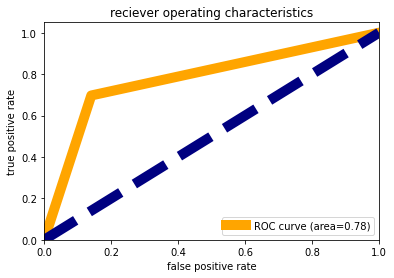 reciever operating characteristics
true positive rate
1.0
0.8
0.6
0.4
0.2
0.0
ROC curve (area=0.78)
0.0 0.2 0.4 0.6 0.8 1.0
false positive rate